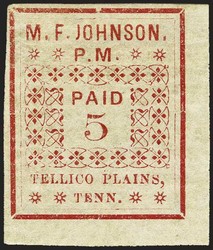 M. F. JOHNSON,
P.M.
PAID
5
TELLICO PLAINS,
TENN.